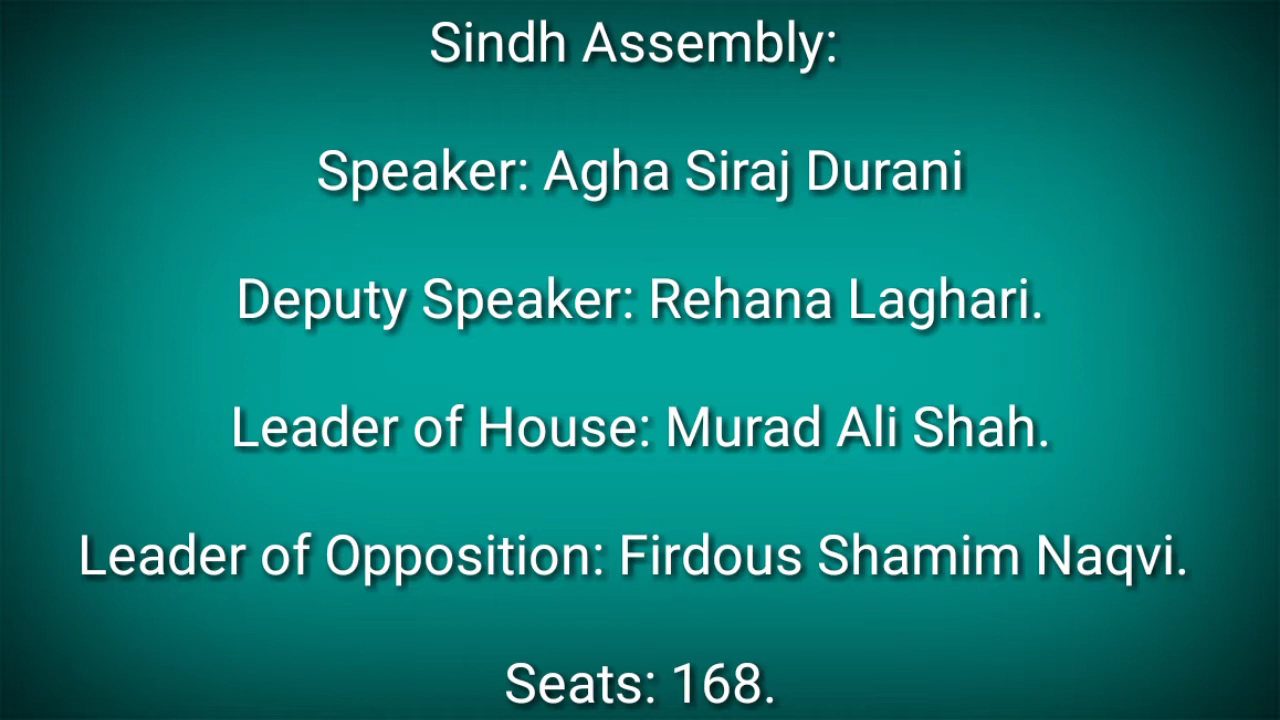 Sindh Assembly:
Speaker: Agha Siraj Durani
Deputy Speaker: Rehana Laghari.
Leader of House: Murad Ali Shah.
Leader of Opposition: Firdous Shamim Naqvi.
Seats: 168.